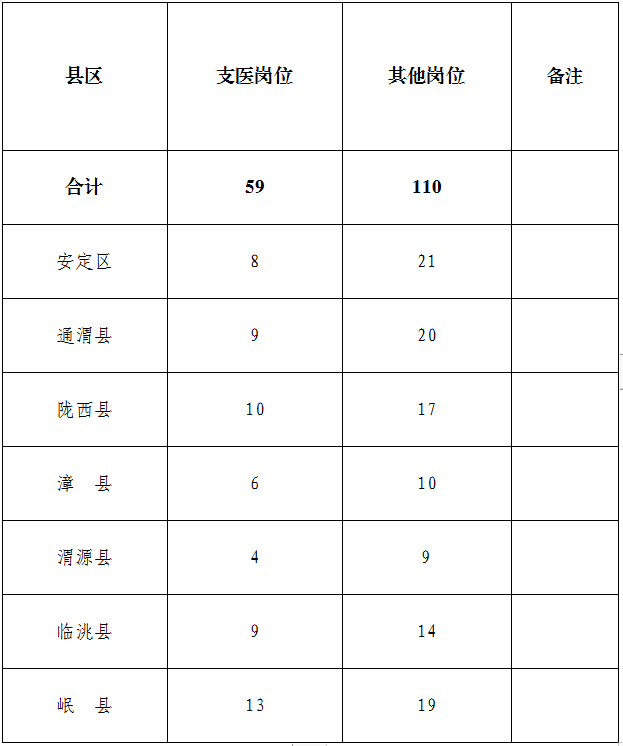 县区 支医岗位 其他岗位 备注
合计 59 110
安定区 8 21
通渭县 9 20
陇西县 10 17
漳　县 6 10
渭源县 4 9
临洮县 9 14
岷　县 13 19